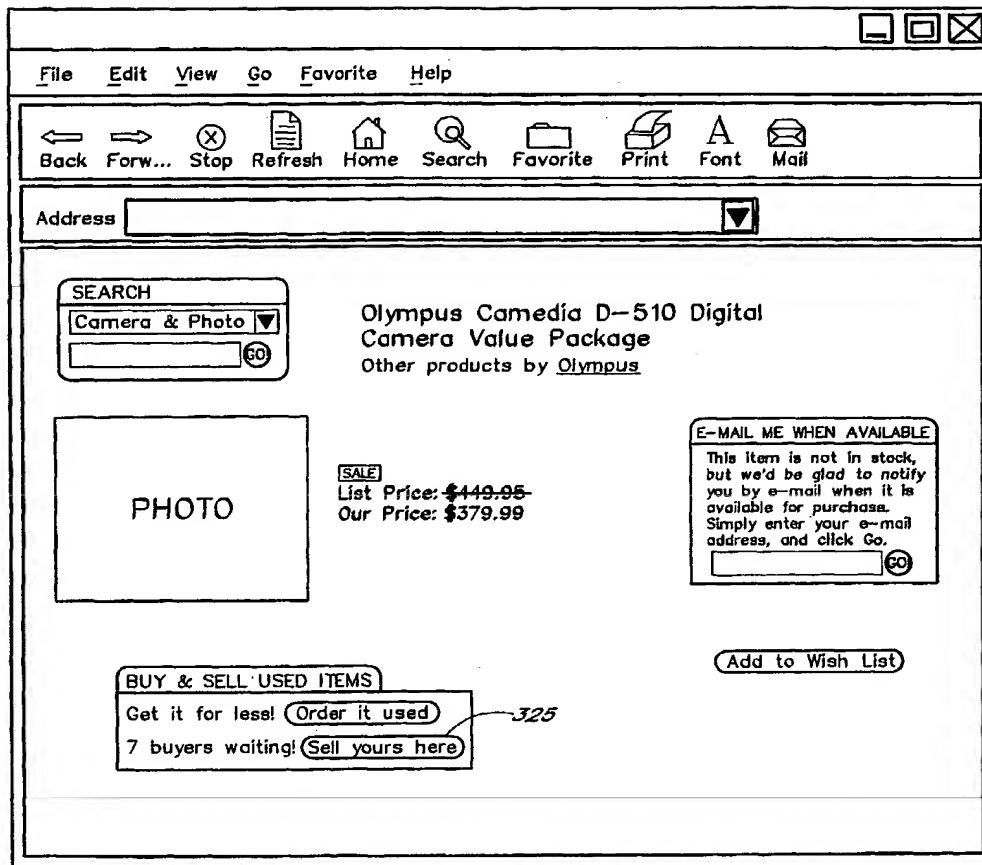 File Edit View Go Favorite Help
Back Forw... Stop Refresh Home Search Favorite Print Font Mail
Address
SEARCH
Camera & Photo
GO
Olympus Camedia D-510 Digital
Camera Value Package
Other products by Olympus
PHOTO
SALE
List Price: $449.95
Our Price: $379.99
E-MAIL ME WHEN AVAILABLE
This item is not in stock,
but we'd be glad to notify
you by e-mail when it is
available for purchase.
Simply enter your e-mail
address, and click Go.
GO
Add to Wish List
BUY & SELL USED ITEMS
Get it for less! Order it used
7 buyers waiting! Sell yours here
325